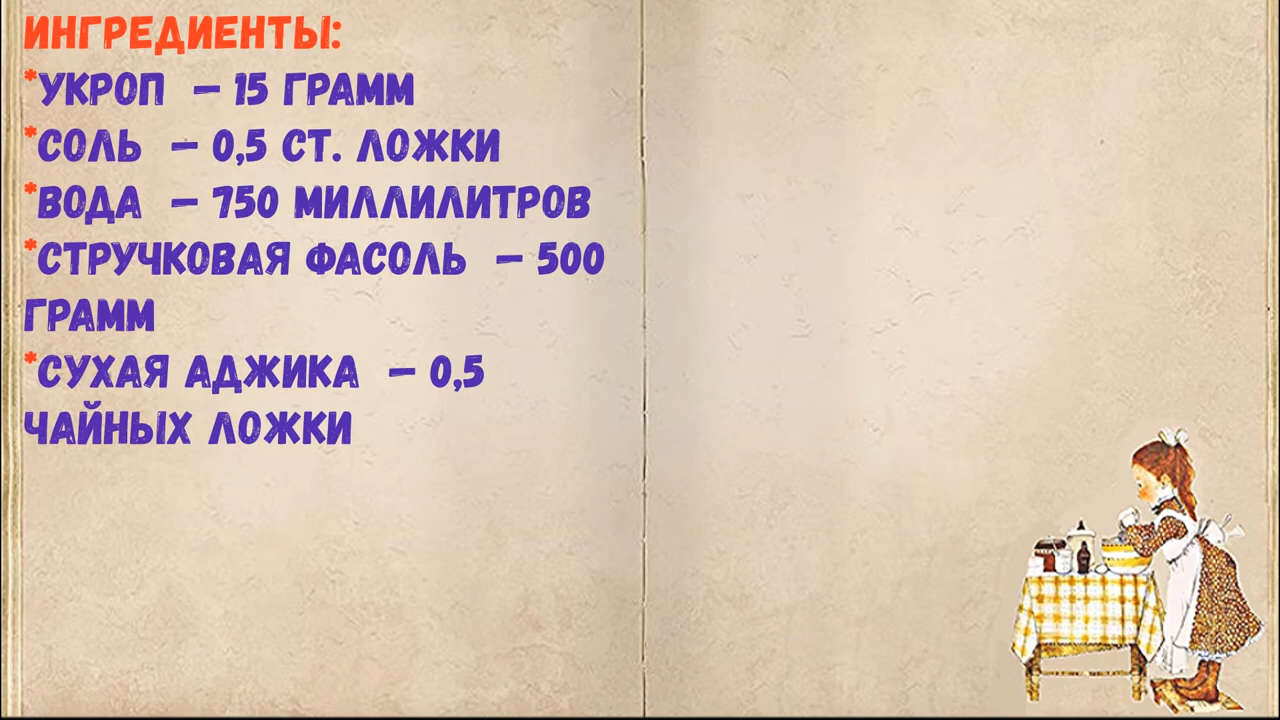 ИНГРЕДИЕНТЫ:
*УКРОП – 15 ГРАММ
*СОЛЬ – 0,5 СТ. ЛОЖКИ
*ВОДА – 750 МИЛЛИЛИТРОВ
*СТРУЧКОВАЯ ФАСОЛЬ – 500
ГРАММ
*СУХАЯ АДЖИКА – 0,5
ЧАЙНЫХ ЛОЖКИ